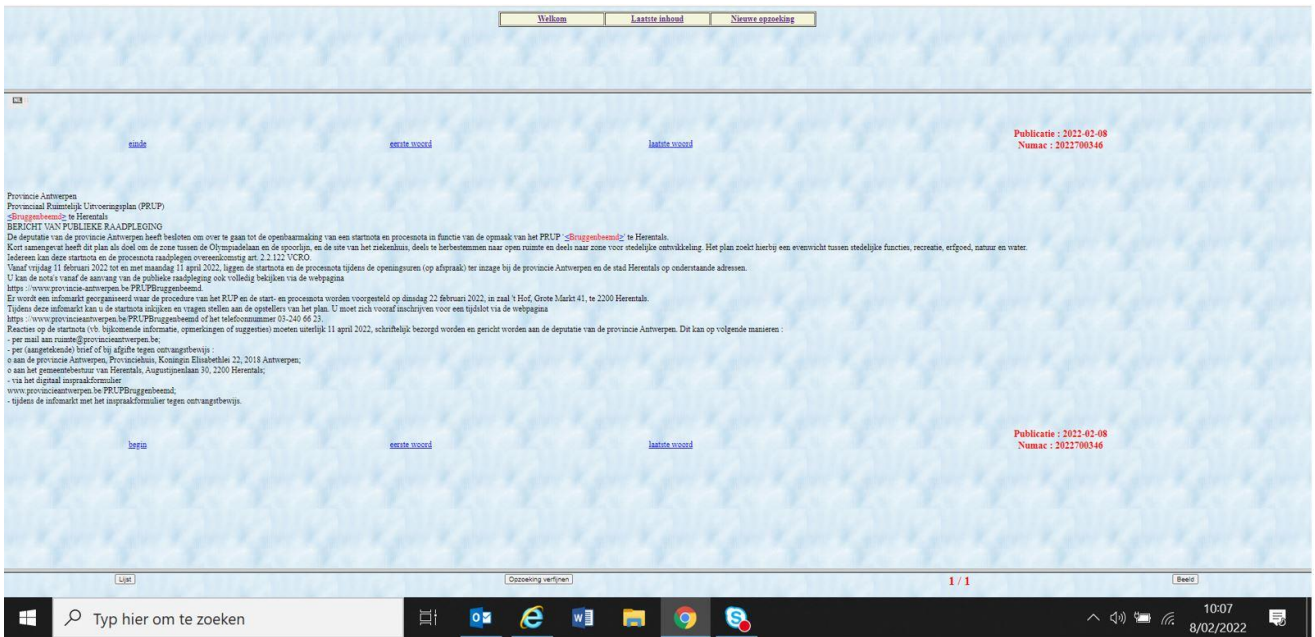 Welkom Laatste inhoud Nieuwe opzoeking
NL
einde eerste woord laatste woord Publicatie : 2022-02-08
Numac : 2022700346
Provincie Antwerpen
Provinciaal Ruimtelijk Uitvoeringsplan (PRUP)
<Bruggenbeemd> te Herentals
BERICHT VAN PUBLIEKE RAADPLEGING
De deputatie van de provincie Antwerpen heeft besloten om over te gaan tot de openbaarmaking van een startnota en procesnota in functie van de opmaak van het PRUP '<Bruggenbeemd>' te Herentals.
Kort samengevat heeft dit plan als doel om de zone tussen de Olympiadelaan en de spoorlijn, en de site van het ziekenhuis, deels te herbestemmen naar open ruimte en deels naar zone voor stedelijke ontwikkeling. Het plan zoekt hierbij een evenwicht tussen stedelijke functies, recreatie, erfgoed, natuur en water.
Iedereen kan deze startnota en de procesnota raadplegen overeenkomstig art. 2.2.122 VCRO.
Vanaf vrijdag 11 februari 2022 tot en met maandag 11 april 2022, liggen de startnota en de procesnota tijdens de openingsuren (op afspraak) ter inzage bij de provincie Antwerpen en de stad Herentals op onderstaande adressen.
U kan de nota's vanaf de aanvang van de publieke raadpleging ook volledig bekijken via de webpagina
https ://www.provincie-antwerpen.be/PRUPBruggenbeemd.
Er wordt een infomarkt georganiseerd waar de procedure van het RUP en de start- en procesnota worden voorgesteld op dinsdag 22 februari 2022, in zaal 't Hof, Grote Markt 41, te 2200 Herentals.
Tijdens deze infomarkt kan u de startnota inkijken en vragen stellen aan de opstellers van het plan. U moet zich vooraf inschrijven voor een tijdslot via de webpagina
https ://www.provincieantwerpen.be/PRUPBruggenbeemd of het telefoonnummer 03-240 66 23.
Reacties op de startnota (vb. bijkomende informatie, opmerkingen of suggesties) moeten uiterlijk 11 april 2022, schriftelijk bezorgd worden en gericht worden aan de deputatie van de provincie Antwerpen. Dit kan op volgende manieren :
- per mail aan ruimte@provincieantwerpen.be;
- per (aangetekende) brief of bij afgifte tegen ontvangstbewijs :
o aan de provincie Antwerpen, Provinciehuis, Koningin Elisabethlei 22, 2018 Antwerpen;
o aan het gemeentebestuur van Herentals, Augustijnenlaan 30, 2200 Herentals;
- via het digitaal inspraakformulier
www.provincieantwerpen.be/PRUPBruggenbeemd;
- tijdens de infomarkt met het inspraakformulier tegen ontvangstbewijs.
begin eerste woord laatste woord Publicatie : 2022-02-08
Numac : 2022700346
Lijst Opzoeking verfijnen 1 / 1 Beeld
Typ hier om te zoeken
10:07
8/02/2022